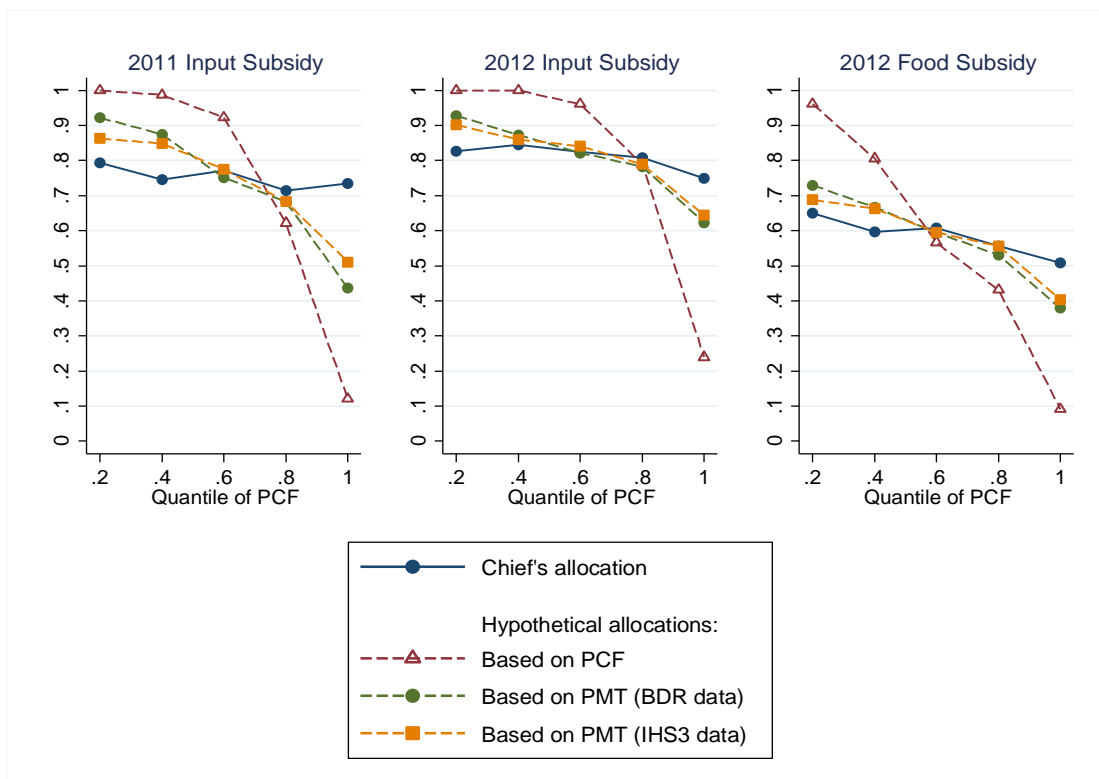 2011 Input Subsidy
2012 Input Subsidy
2012 Food Subsidy
1
.9
.8
.7
.6
.5
.4
.3
.2
.1
0
1
.9
.8
.7
.6
.5
.4
.3
.2
.1
0
1
.9
.8
.7
.6
.5
.4
.3
.2
.1
0
.2 .4 .6 .8 1
.2 .4 .6 .8 1
.2 .4 .6 .8 1
Quantile of PCF
Quantile of PCF
Quantile of PCF
Chief's allocation
Hypothetical allocations:
Based on PCF
Based on PMT (BDR data)
Based on PMT (IHS3 data)